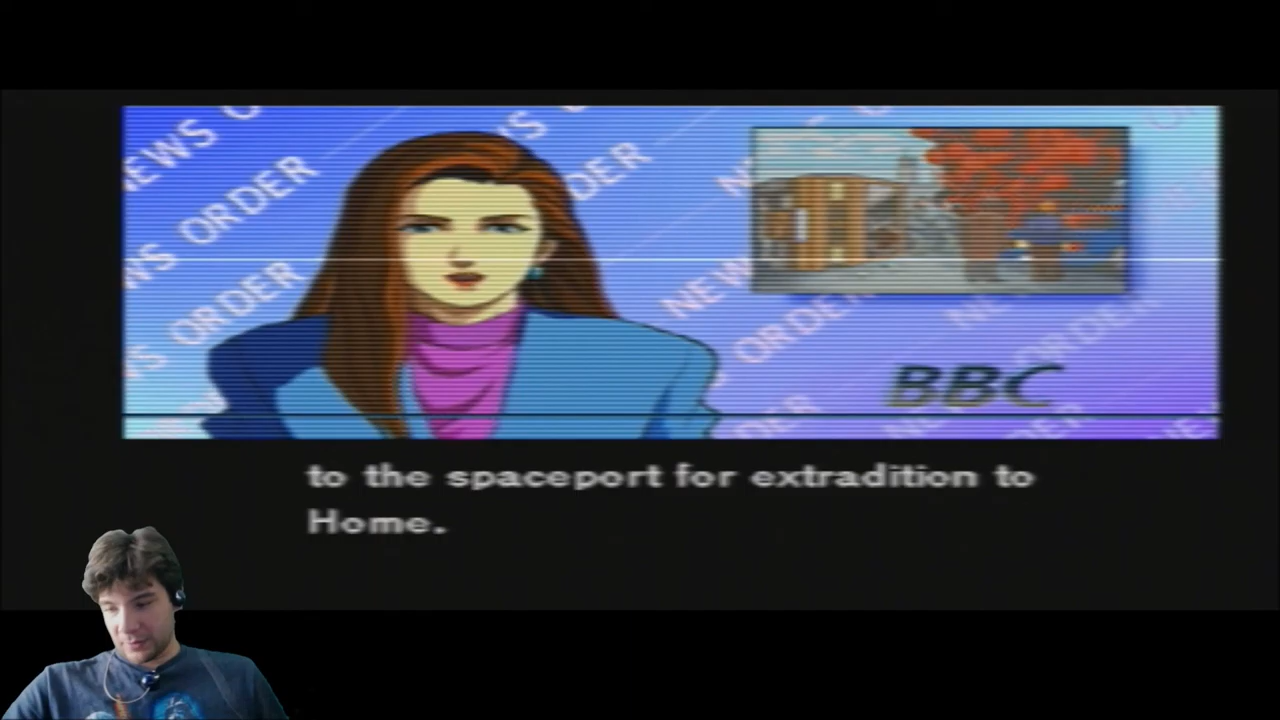 NEWS ORDER
NEWS ORDER
NEWS ORDER
BBC
to the spaceport for extradition to
Home.